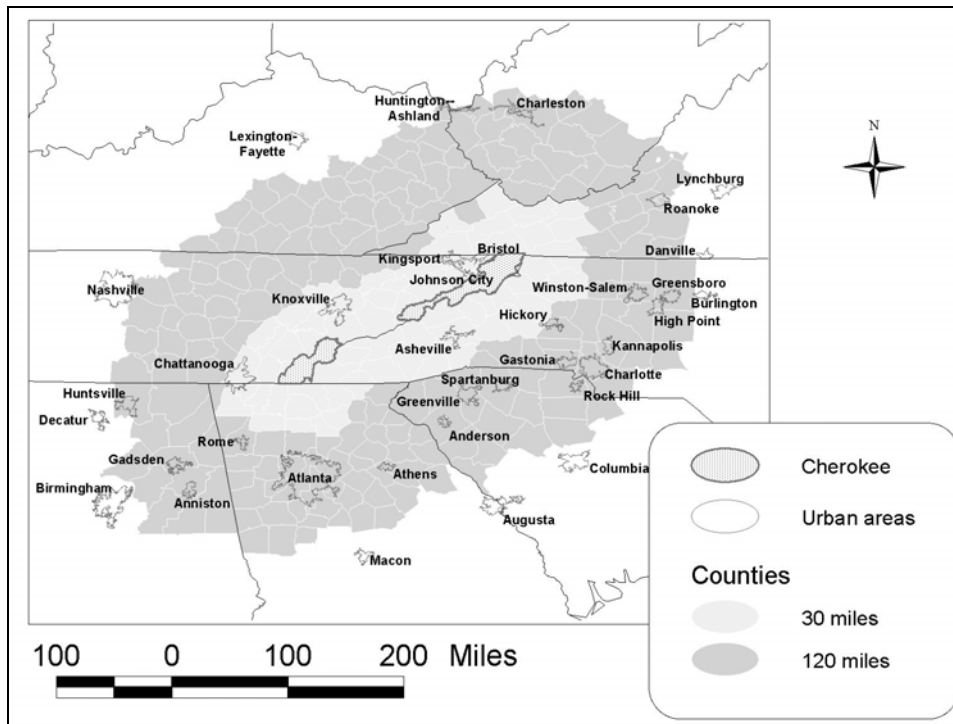 Huntington--
Ashland
Charleston
N
Lexington-
Fayette
Lynchburg
Roanoke
Bristol
Kingsport
Danville
Johnson City
Nashville
Knoxville
Winston-Salem
Greensboro
Burlington
High Point
Hickory
Asheville
Kannapolis
Chattanooga
Gastonia
Charlotte
Spartanburg
Huntsville
Greenville
Rock Hill
Decatur
Anderson
Rome
Gadsden
Columbia
Cherokee
Birmingham
Atlanta
Athens
Anniston
Augusta
Urban areas
Macon
Counties
30 miles
100 0 100 200 Miles
120 miles